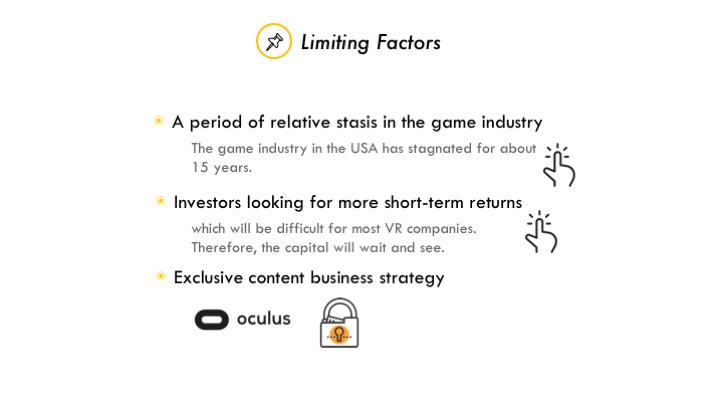 Limiting Factors
A period of relative stasis in the game industry
The game industry in the USA has stagnated for about
15 years.
Investors looking for more short-term returns
which will be difficult for most VR companies.
Therefore, the capital will wait and see.
Exclusive content business strategy
oculus